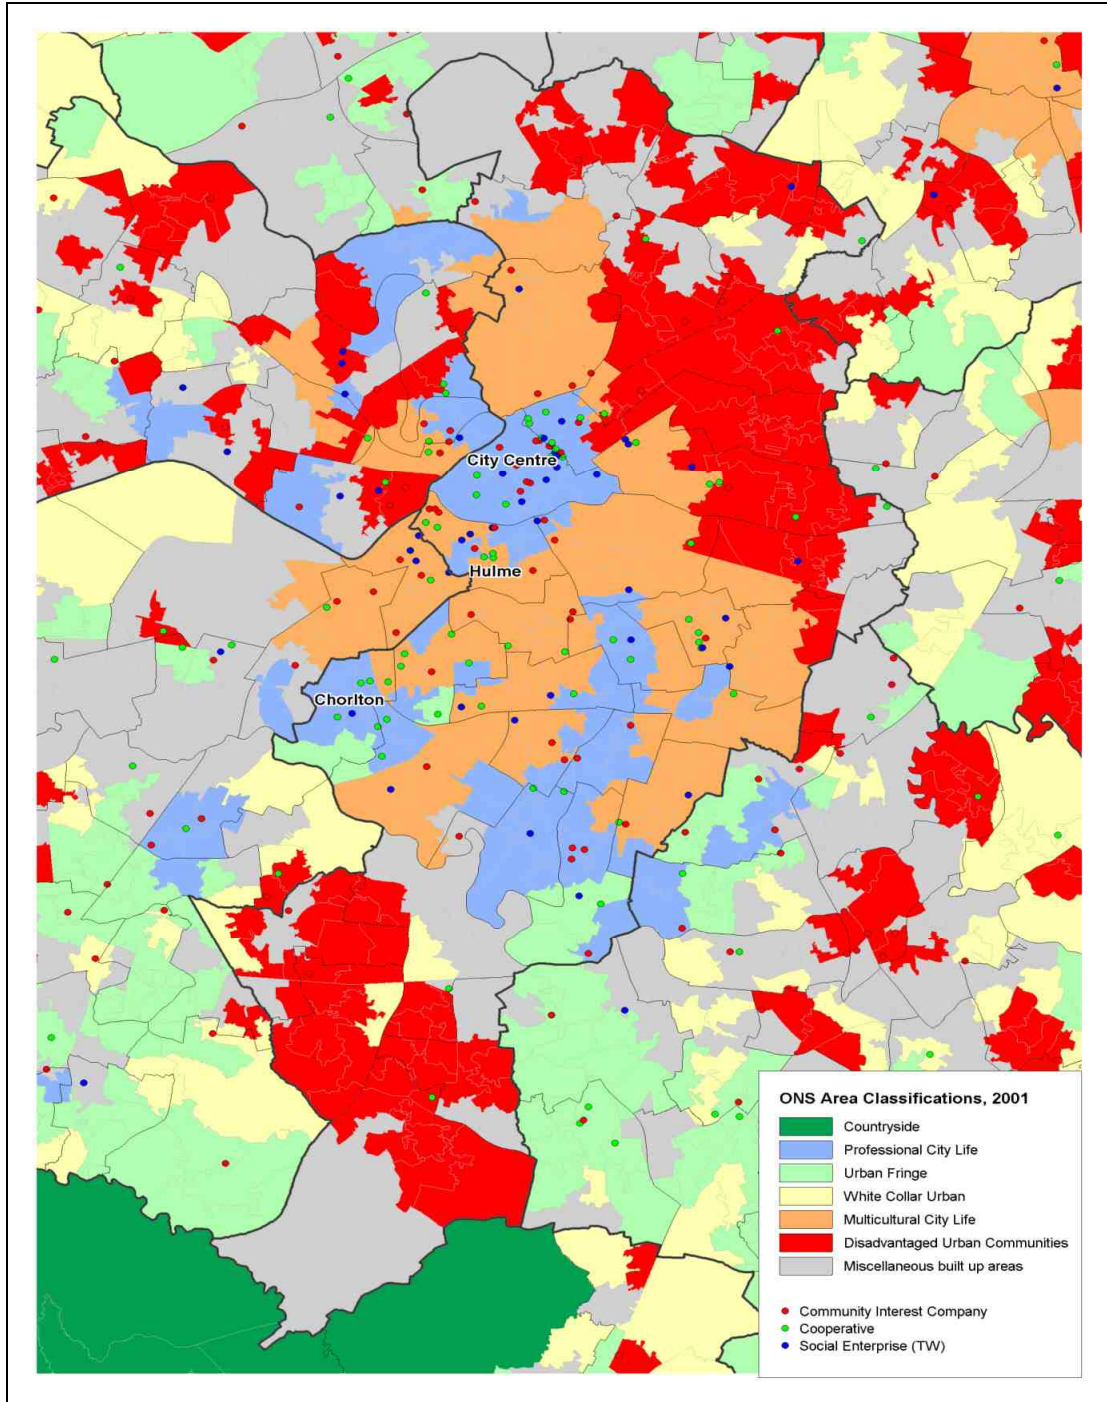 City Centre
Hulme
Chorlton
ONS Area Classifications, 2001
Countryside
Professional City Life
Urban Fringe
White Collar Urban
Multicultural City Life
Disadvantaged Urban Communities
Miscellaneous built up areas
Community Interest Company
Cooperative
Social Enterprise (TW)